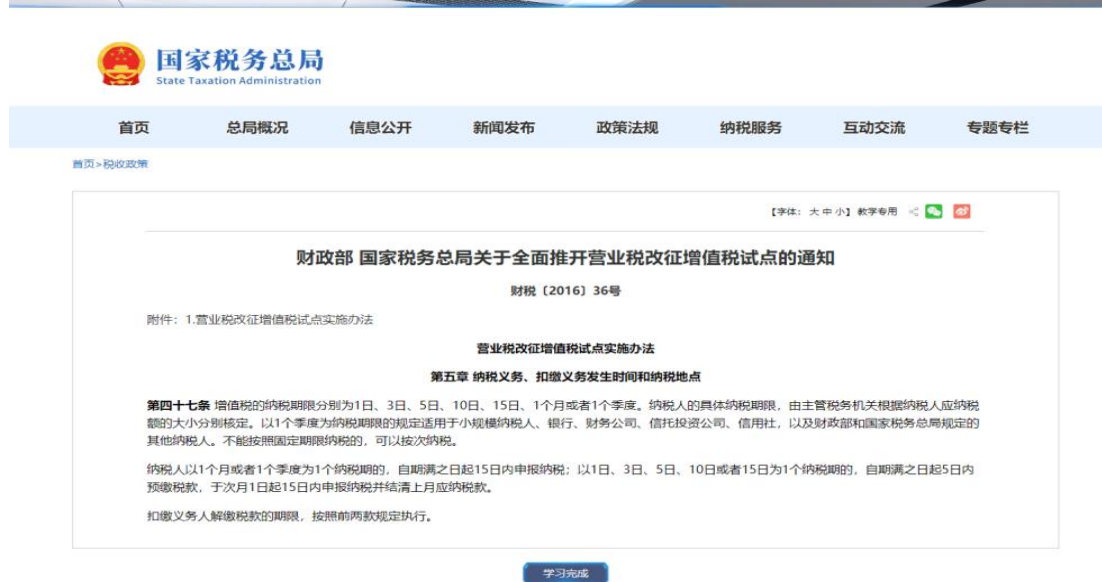 国家税务总局
State Taxation Administration
首页 总局概况 信息公开 新闻发布 政策法规 纳税服务 互动交流 专题专栏
首页>税收政策
【字体：大 中 小】教学专用
财政部 国家税务总局关于全面推开营业税改征增值税试点的通知
财税〔2016〕36号
附件：1.营业税改征增值税试点实施办法
营业税改征增值税试点实施办法
第五章 纳税义务、扣缴义务发生时间和纳税地点
第四十七条 增值税的纳税期限分别为1日、3日、5日、10日、15日、1个月或者1个季度。纳税人的具体纳税期限，由主管税务机关根据纳税人应纳税
额的大小分别核定。以1个季度为纳税期限的规定适用于小规模纳税人、银行、财务公司、信托投资公司、信用社，以及财政部和国家税务总局规定的
其他纳税人。不能按照固定期限纳税的，可以按次纳税。
纳税人以1个月或者1个季度为1个纳税期的，自期满之日起15日内申报纳税；以1日、3日、5日、10日或者15日为1个纳税期的，自期满之日起5日内
预缴税款，于次月1日起15日内申报纳税并结清上月应纳税款。
扣缴义务人解缴税款的期限，按照前两款规定执行。
学习完成